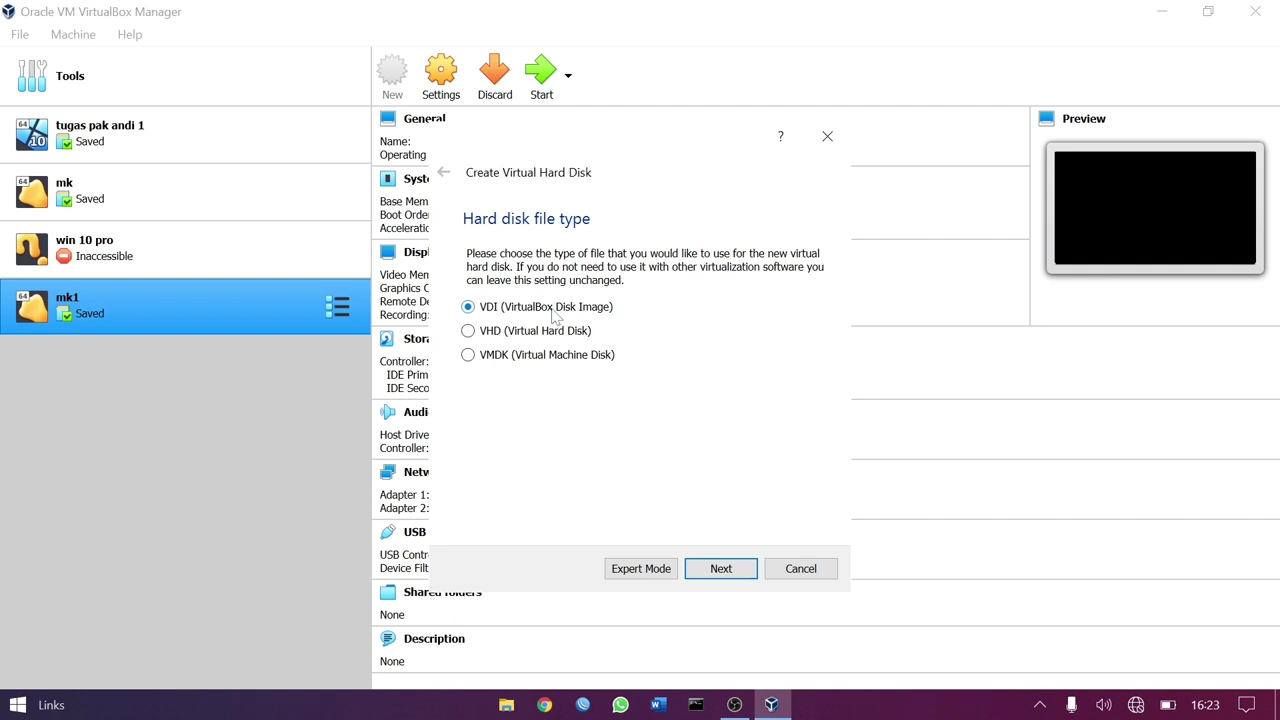 Oracle VM VirtualBox Manager
File Machine Help
Tools
New Settings Discard Start
64 10 tugas pak andi 1
Saved
64 mk
Saved
win 10 pro
Inaccessible
64 mk1
Saved
General
Name:
Operating
Syst
Base Mem
Boot Orde
Acceleratio
Displ
Video Mem
Graphics C
Remote De
Recording:
Stora
Controller:
IDE Prim
IDE Seco
Audi
Host Drive
Controller:
Netw
Adapter 1:
Adapter 2:
USB
USB Contr
Device Filt
Shared folders
None
Description
None
Preview
?
Create Virtual Hard Disk
Hard disk file type
Please choose the type of file that you would like to use for the new virtual
hard disk. If you do not need to use it with other virtualization software you
can leave this setting unchanged.
VDI (VirtualBox Disk Image)
VHD (Virtual Hard Disk)
VMDK (Virtual Machine Disk)
Expert Mode Next Cancel
Links
16:23